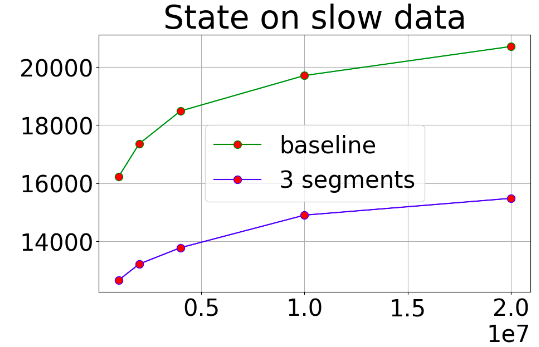 State on slow data
20000
18000
16000
14000
baseline
3 segments
0.5 1.0 1.5 2.0
1e7